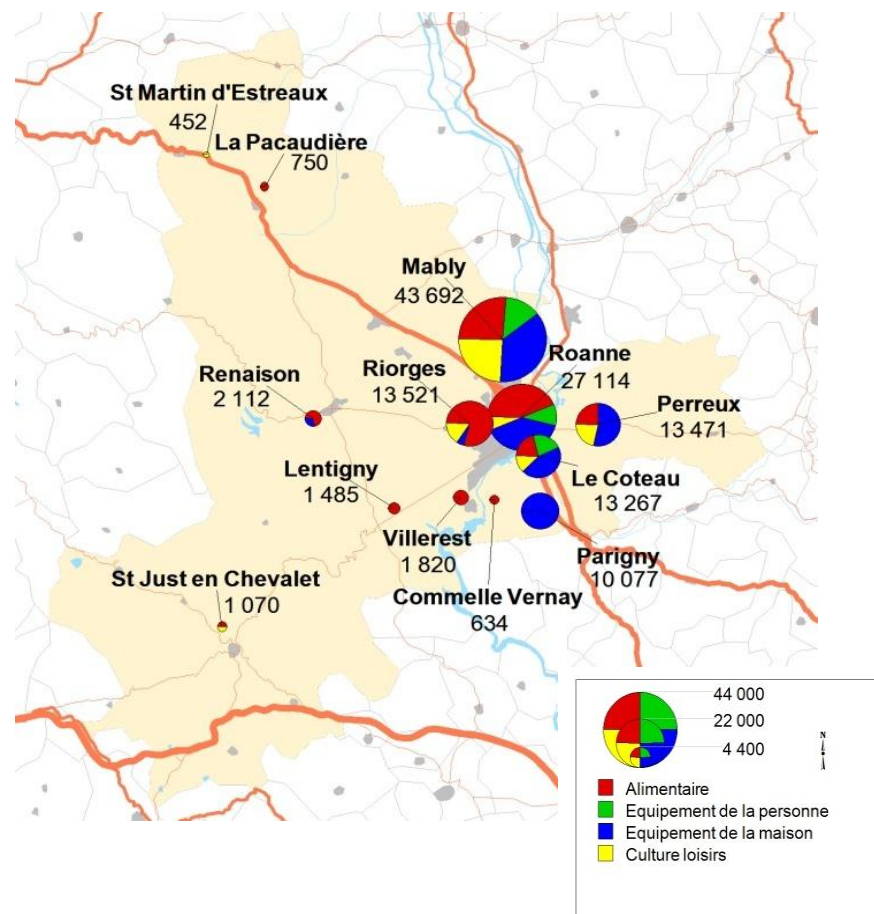 St Martin d'Estreaux
452
La Pacaudière
750
Mably
43 692
Roanne
27 114
Riorges
13 521
Renaison
2 112
Perreux
13 471
Lentigny
1 485
Le Coteau
13 267
Villerest
1 820
Parigny
10 077
St Just en Chevalet
1 070
Commelle Vernay
634
44 000
22 000
4 400
N
Alimentaire
Equipement de la personne
Equipement de la maison
Culture loisirs